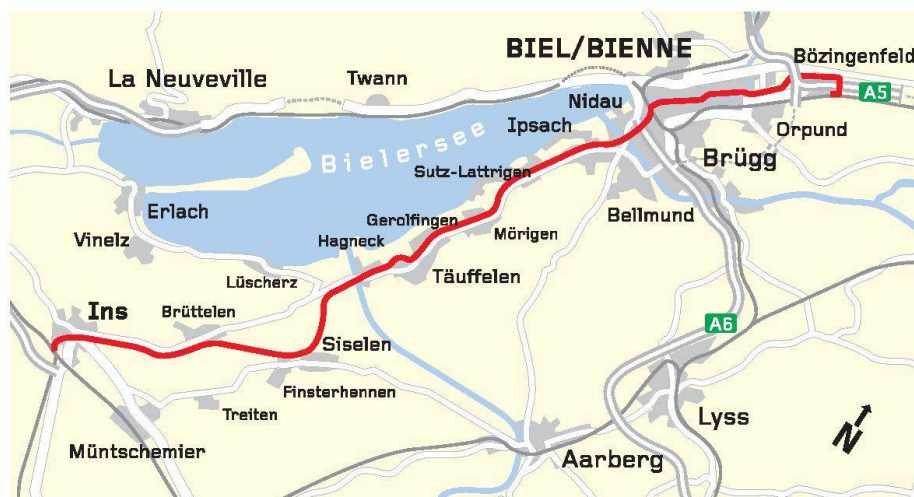 BIEL/BIENNE
Bözingenfeld
La Neuveville
Twann
Nidau
A5
Ipsach
Orpund
Bielersee
Brügg
Sutz-Lattrigen
Erlach
Gerolfingen
Bellmund
Vinelz
Hagneck
Mörigen
Lüscherz
Täuffelen
Ins
Brüttelen
A6
Siselen
Finsterhennen
Treiten
Lyss
Müntschemier
Aarberg
N